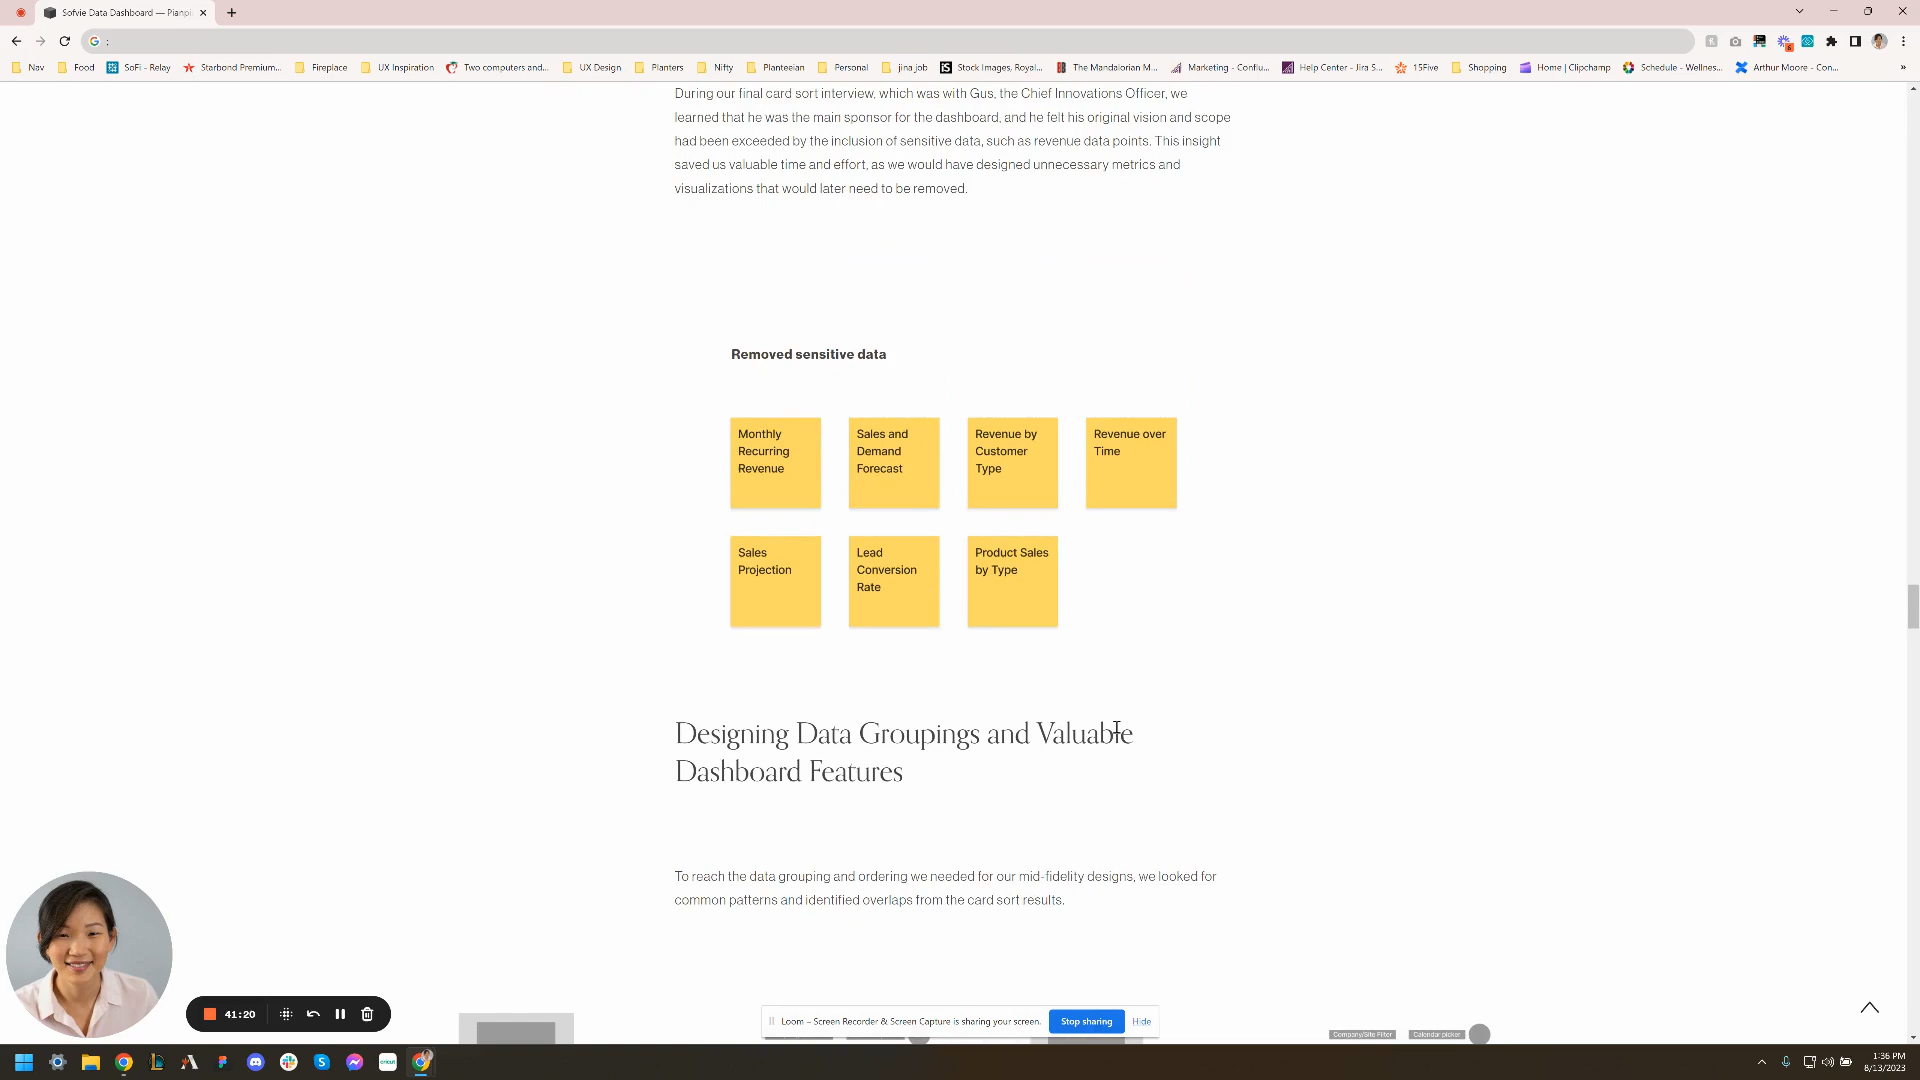 Sofvie Data Dashboard — Pianpi
:
Nav
Food
SoFi - Relay
Starbond Premium...
Fireplace
UX Inspiration
Two computers and...
UX Design
Planters
Nifty
Planteeian
Personal
jina job
Stock Images, Royal...
The Mandalorian M...
Marketing - Conflu...
Help Center - Jira S...
15Five
Shopping
Home | Clipchamp
Schedule - Wellnes...
Arthur Moore - Con...
»
During our final card sort interview, which was with Gus, the Chief Innovations Officer, we
learned that he was the main sponsor for the dashboard, and he felt his original vision and scope
had been exceeded by the inclusion of sensitive data, such as revenue data points. This insight
saved us valuable time and effort, as we would have designed unnecessary metrics and
visualizations that would later need to be removed.
Removed sensitive data
Monthly
Recurring
Revenue
Sales and
Demand
Forecast
Revenue by
Customer
Type
Revenue over
Time
Sales
Projection
Lead
Conversion
Rate
Product Sales
by Type
Designing Data Groupings and Valuable
Dashboard Features
To reach the data grouping and ordering we needed for our mid-fidelity designs, we looked for
common patterns and identified overlaps from the card sort results.
41:20
Loom – Screen Recorder & Screen Capture is sharing your screen.
Stop sharing
Hide
Company/Site Filter
Calendar picker
1:36 PM
8/13/2023